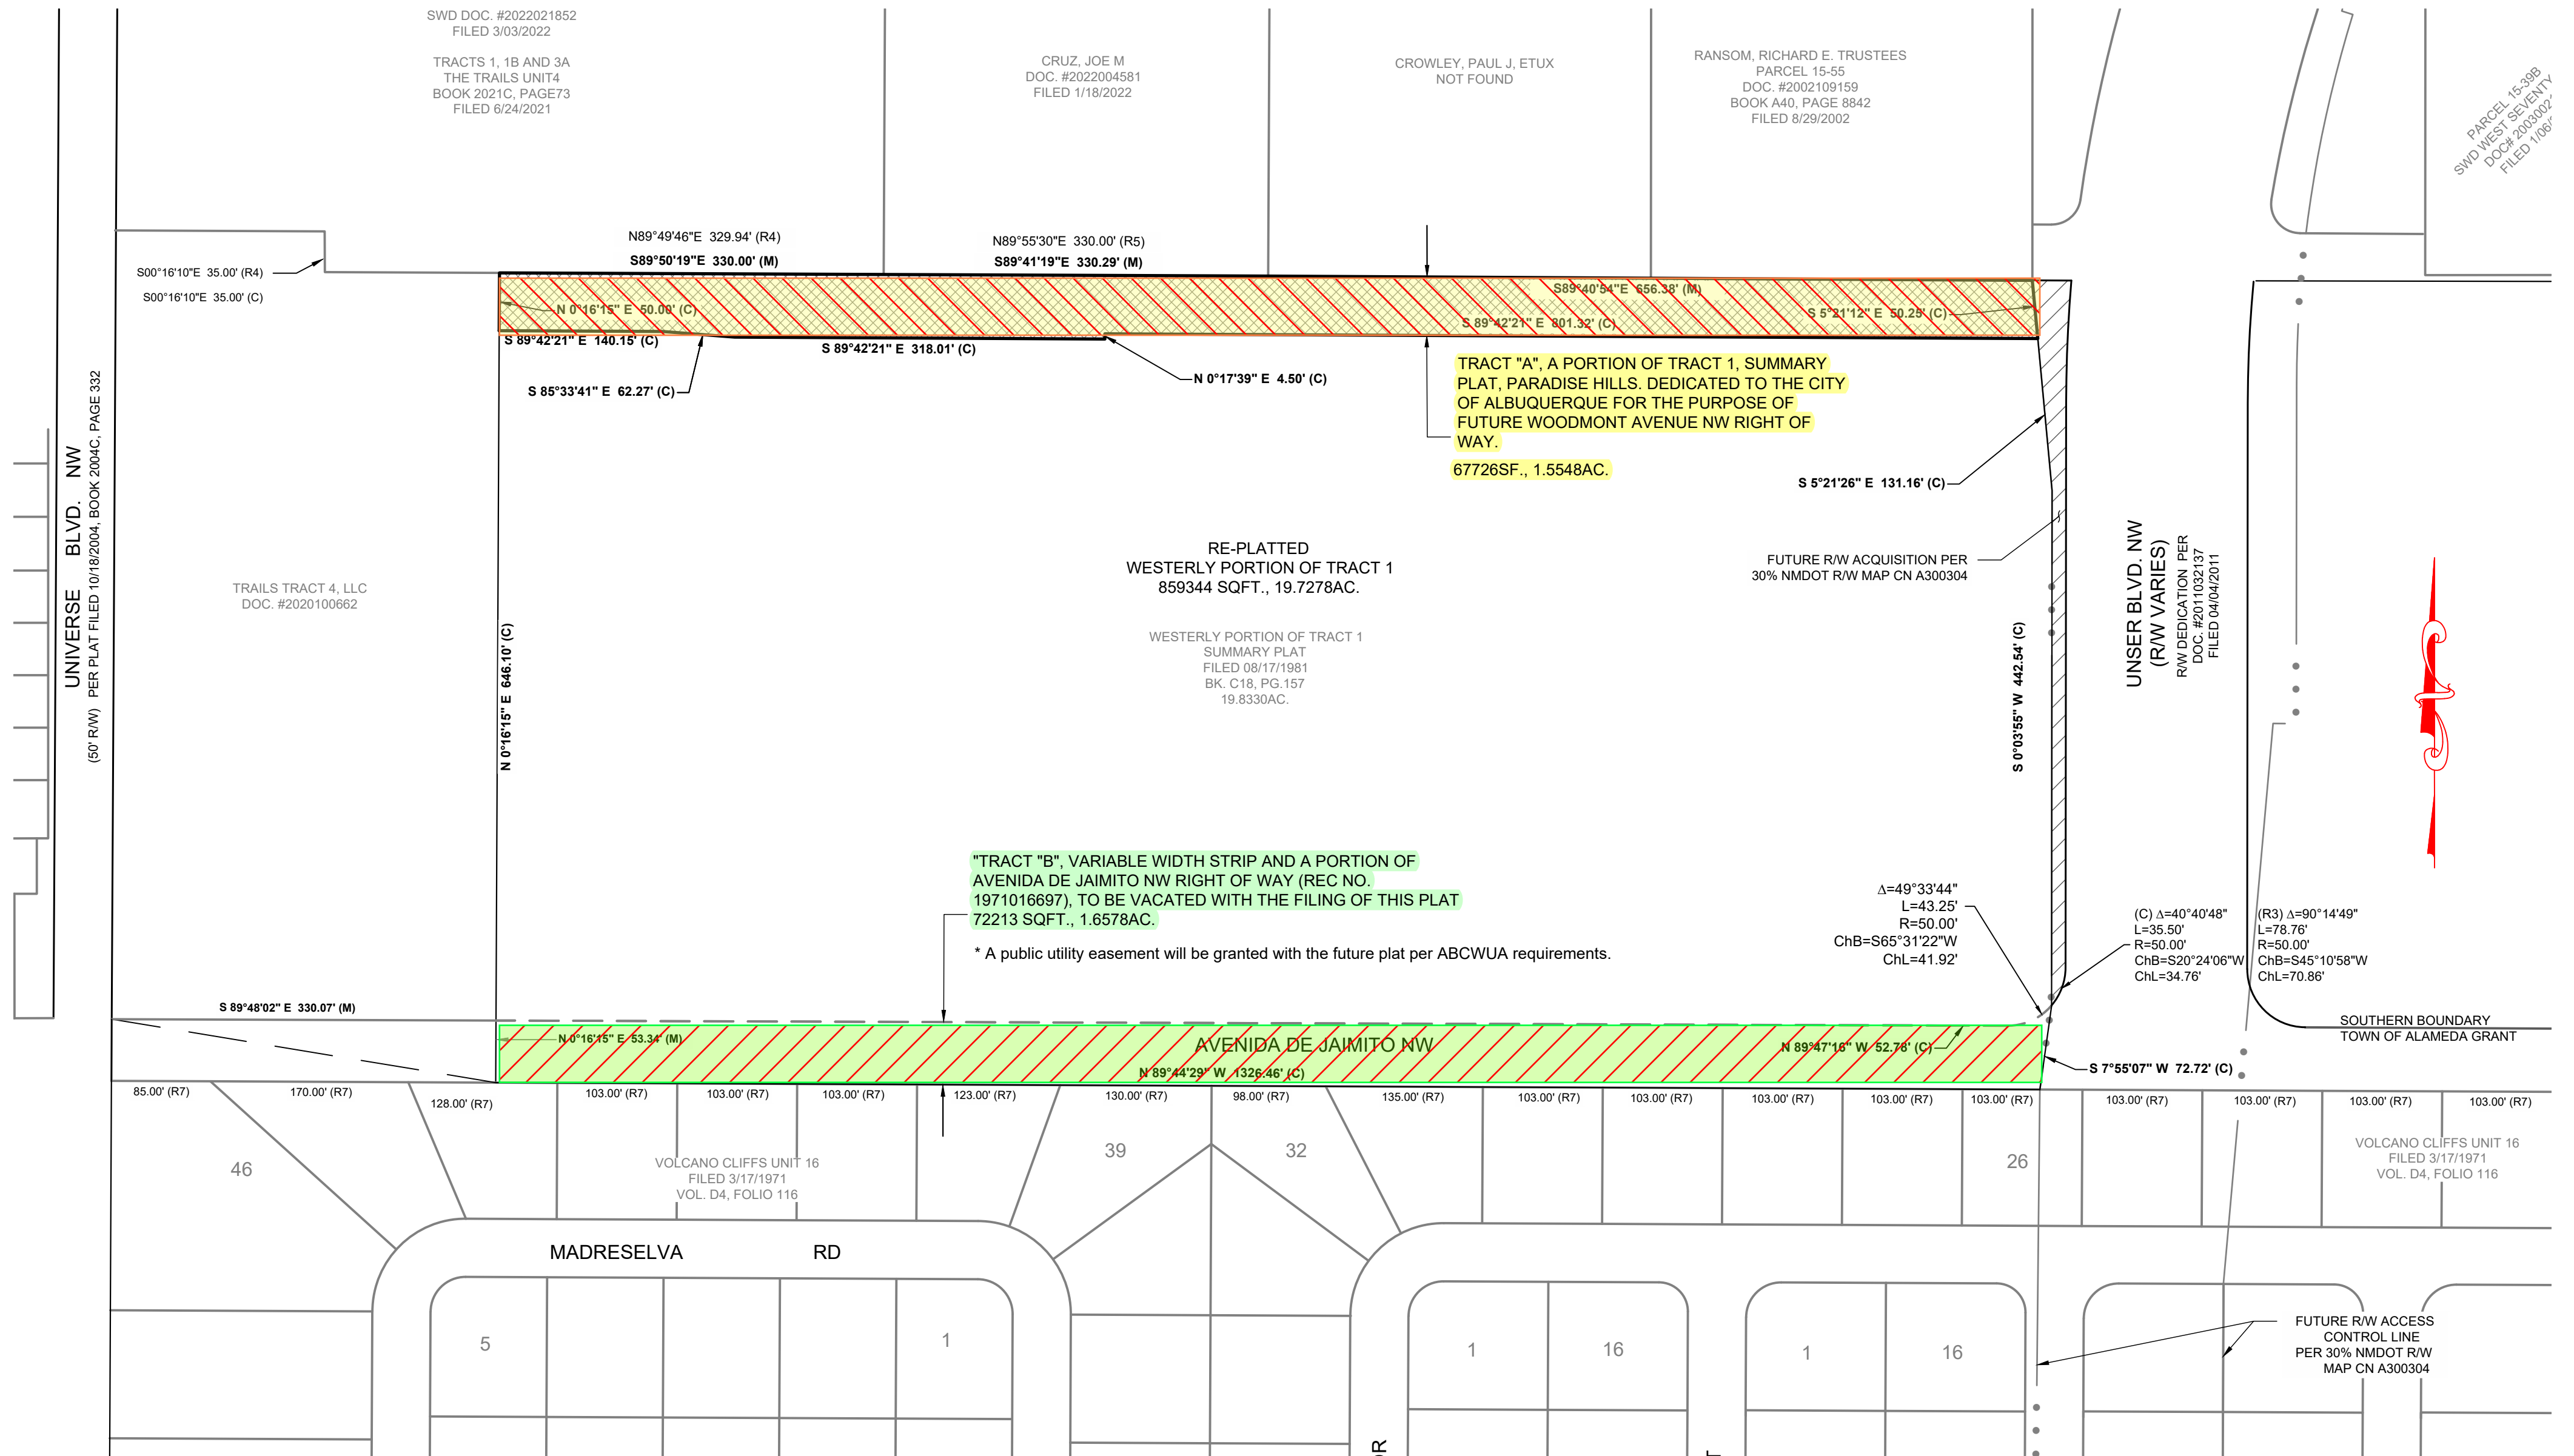 SWD DOC. #2022021852
FILED 3/03/2022
TRACTS 1, 1B AND 3A
THE TRAILS UNIT4
BOOK 2021C, PAGE73
FILED 6/24/2021
CRUZ, JOE M
DOC. #2022004581
FILED 1/18/2022
CROWLEY, PAUL J, ETUX
NOT FOUND
RANSOM, RICHARD E. TRUSTEES
PARCEL 15-55
DOC. #2002109159
BOOK A40, PAGE 8842
FILED 8/29/2002
PARCEL 15-39B
SWD WEST SEVENTY
DOC# 2003002
FILED 1/06/
N89°49'46"E 329.94' (R4)
S89°50'19"E 330.00' (M)
N89°55'30"E 330.00' (R5)
S89°41'19"E 330.29' (M)
S00°16'10"E 35.00' (R4)
S00°16'10"E 35.00' (C)
S89°40'54"E 656.38' (M)
N 0°16'15" E 50.00' (C)
S 5°21'12" E 50.25' (C)
S 89°42'21" E 801.32' (C)
S 89°42'21" E 140.15' (C)
S 89°42'21" E 318.01' (C)
S 85°33'41" E 62.27' (C)
N 0°17'39" E 4.50' (C)
TRACT "A", A PORTION OF TRACT 1, SUMMARY
PLAT, PARADISE HILLS. DEDICATED TO THE CITY
OF ALBUQUERQUE FOR THE PURPOSE OF
FUTURE WOODMONT AVENUE NW RIGHT OF
WAY.
67726SF., 1.5548AC.
S 5°21'26" E 131.16' (C)
UNIVERSE BLVD. NW
(50' R/W) PER PLAT FILED 10/18/2004, BOOK 2004C, PAGE 332
TRAILS TRACT 4, LLC
DOC. #2020100662
N 0°16'15" E 646.10' (C)
RE-PLATTED
WESTERLY PORTION OF TRACT 1
859344 SQFT., 19.7278AC.
WESTERLY PORTION OF TRACT 1
SUMMARY PLAT
FILED 08/17/1981
BK. C18, PG.157
19.8330AC.
FUTURE R/W ACQUISITION PER
30% NMDOT R/W MAP CN A300304
S 0°03'55" W 442.54' (C)
UNSER BLVD. NW
(R/W VARIES)
R/W DEDICATION PER
DOC. #2011032137
FILED 04/04/2011
"TRACT "B", VARIABLE WIDTH STRIP AND A PORTION OF
AVENIDA DE JAIMITO NW RIGHT OF WAY (REC NO.
1971016697), TO BE VACATED WITH THE FILING OF THIS PLAT
72213 SQFT., 1.6578AC.
* A public utility easement will be granted with the future plat per ABCWUA requirements.
Δ=49°33'44"
L=43.25'
R=50.00'
ChB=S65°31'22"W
ChL=41.92'
(C) Δ=40°40'48"
L=35.50'
R=50.00'
ChB=S20°24'06"W
ChL=34.76'
(R3) Δ=90°14'49"
L=78.76'
R=50.00'
ChB=S45°10'58"W
ChL=70.86'
S 89°48'02" E 330.07' (M)
N 0°16'15" E 53.34' (M)
AVENIDA DE JAIMITO NW
N 89°47'16" W 52.78' (C)
N 89°44'29" W 1326.46' (C)
SOUTHERN BOUNDARY
TOWN OF ALAMEDA GRANT
S 7°55'07" W 72.72' (C)
85.00' (R7)
170.00' (R7)
128.00' (R7)
103.00' (R7)
103.00' (R7)
103.00' (R7)
123.00' (R7)
130.00' (R7)
98.00' (R7)
135.00' (R7)
103.00' (R7)
103.00' (R7)
103.00' (R7)
103.00' (R7)
103.00' (R7)
103.00' (R7)
103.00' (R7)
103.00' (R7)
103.00' (R7)
46
VOLCANO CLIFFS UNIT 16
FILED 3/17/1971
VOL. D4, FOLIO 116
39
32
26
VOLCANO CLIFFS UNIT 16
FILED 3/17/1971
VOL. D4, FOLIO 116
MADRESELVA RD
5
1
1
16
1
16
FUTURE R/W ACCESS
CONTROL LINE
PER 30% NMDOT R/W
MAP CN A300304